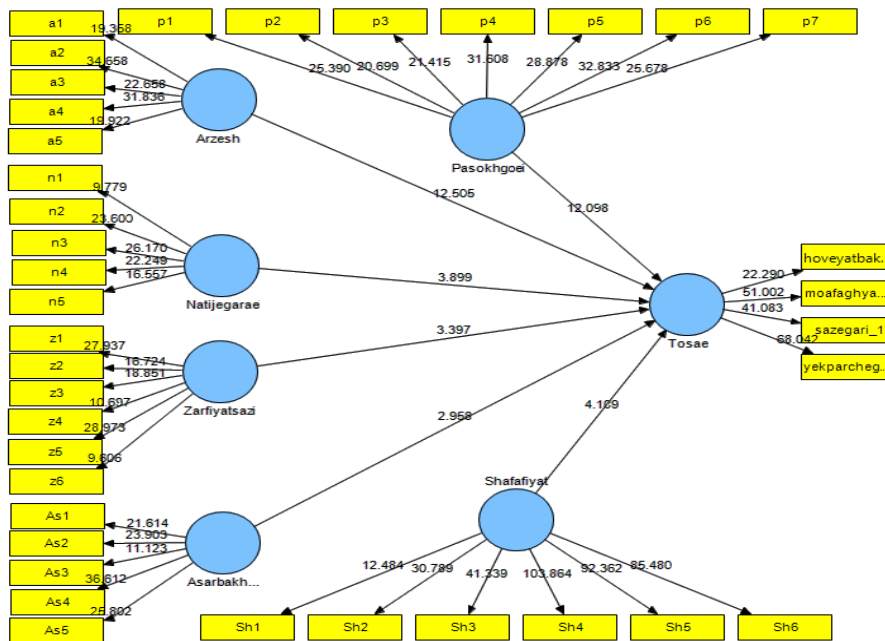 a1
a2
a3
a4
a5
19.358
34.658
22.658
31.836
19.922
Arzesh
p1
p2
p3
p4
p5
p6
p7
25.390
20.699
21.415
31.608
28.878
32.833
25.678
Pasokhgoei
12.505
12.098
n1
n2
n3
n4
n5
9.779
23.600
26.170
22.249
16.557
Natijegarae
3.899
hoveyatbak...
moafaghya...
sazegari_1
yekparcheg...
22.290
51.002
41.083
68.042
Tosae
z1
z2
z3
z4
z5
z6
27.937
16.724
18.851
10.697
28.973
9.606
Zarfiyatsazi
3.397
2.958
4.109
As1
As2
As3
As4
As5
21.614
23.903
11.123
36.612
25.802
Asarbakh...
Shafafiyat
12.484
30.789
41.339
103.864
92.362
85.480
Sh1
Sh2
Sh3
Sh4
Sh5
Sh6